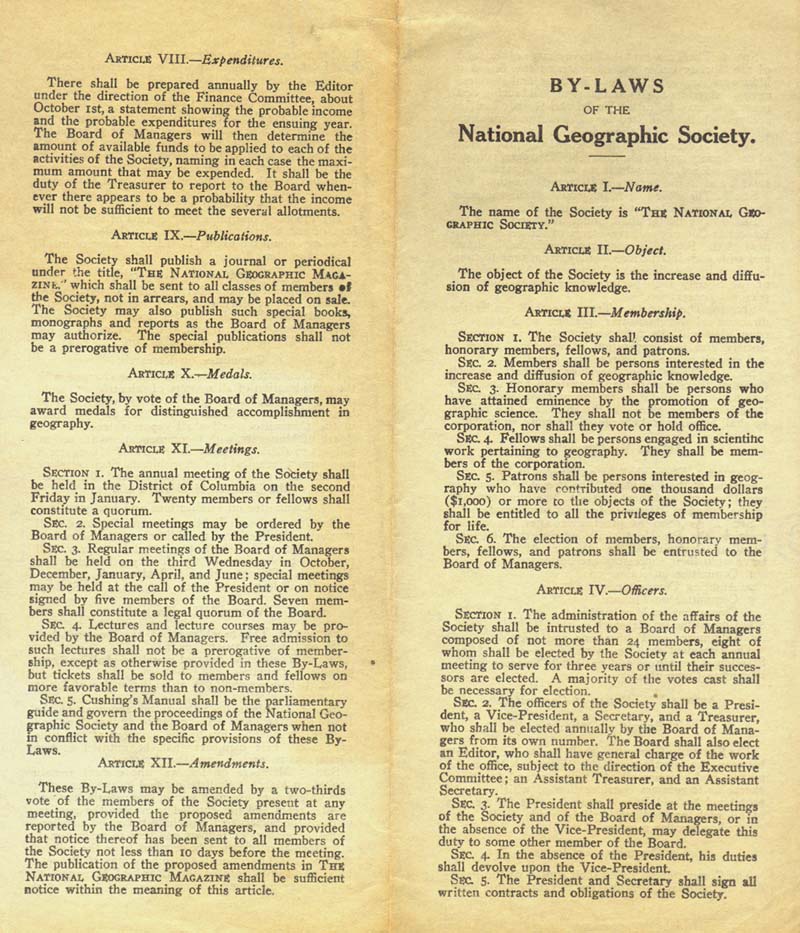 ARTICLE VIII.—Expenditures.
There shall be prepared annually by the Editor
under the direction of the Finance Committee, about
October 1st, a statement showing the probable income
and the probable expenditures for the ensuing year.
The Board of Managers will then determine the
amount of available funds to be applied to each of the
activities of the Society, naming in each case the maxi-
mum amount that may be expended. It shall be the
duty of the Treasurer to report to the Board when-
ever there appears to be a probability that the income
will not be sufficient to meet the several allotments.
ARTICLE IX.—Publications.
The Society shall publish a journal or periodical
under the title, "THE NATIONAL GEOGRAPHIC MAGA-
ZINE," which shall be sent to all classes of members of
the Society, not in arrears, and may be placed on sale.
The Society may also publish such special books,
monographs and reports as the Board of Managers
may authorize. The special publications shall not
be a prerogative of membership.
ARTICLE X.—Medals.
The Society, by vote of the Board of Managers, may
award medals for distinguished accomplishment in
geography.
ARTICLE XI.—Meetings.
SECTION 1. The annual meeting of the Society shall
be held in the District of Columbia on the second
Friday in January. Twenty members or fellows shall
constitute a quorum.
SEC. 2. Special meetings may be ordered by the
Board of Managers or called by the President.
SEC. 3. Regular meetings of the Board of Managers
shall be held on the third Wednesday in October,
December, January, April, and June; special meetings
may be held at the call of the President or on notice
signed by five members of the Board. Seven mem-
bers shall constitute a legal quorum of the Board.
SEC. 4. Lectures and lecture courses may be pro-
vided by the Board of Managers. Free admission to
such lectures shall not be a prerogative of member-
ship, except as otherwise provided in these By-Laws,
but tickets shall be sold to members and fellows on
more favorable terms than to non-members.
SEC. 5. Cushing's Manual shall be the parliamentary
guide and govern the proceedings of the National Geo-
graphic Society and the Board of Managers when not
in conflict with the specific provisions of these By-
Laws.
ARTICLE XII.—Amendments.
These By-Laws may be amended by a two-thirds
vote of the members of the Society present at any
meeting, provided the proposed amendments are
reported by the Board of Managers, and provided
that notice thereof has been sent to all members of
the Society not less than 10 days before the meeting.
The publication of the proposed amendments in THE
NATIONAL GEOGRAPHIC MAGAZINE shall be sufficient
notice within the meaning of this article.
BY-LAWS
OF THE
National Geographic Society.
ARTICLE I.—Name.
The name of the Society is "THE NATIONAL GEO-
GRAPHIC SOCIETY."
ARTICLE II.—Object.
The object of the Society is the increase and diffu-
sion of geographic knowledge.
ARTICLE III.—Membership.
SECTION 1. The Society shall consist of members,
honorary members, fellows, and patrons.
SEC. 2. Members shall be persons interested in the
increase and diffusion of geographic knowledge.
SEC. 3. Honorary members shall be persons who
have attained eminence by the promotion of geo-
graphic science. They shall not be members of the
corporation, nor shall they vote or hold office.
SEC. 4. Fellows shall be persons engaged in scientific
work pertaining to geography. They shall be mem-
bers of the corporation.
SEC. 5. Patrons shall be persons interested in geog-
raphy who have contributed one thousand dollars
($1,000) or more to the objects of the Society; they
shall be entitled to all the privileges of membership
for life.
SEC. 6. The election of members, honorary mem-
bers, fellows, and patrons shall be entrusted to the
Board of Managers.
ARTICLE IV.—Officers.
SECTION 1. The administration of the affairs of the
Society shall be intrusted to a Board of Managers
composed of not more than 24 members, eight of
whom shall be elected by the Society at each annual
meeting to serve for three years or until their succes-
sors are elected. A majority of the votes cast shall
be necessary for election.
SEC. 2. The officers of the Society shall be a Presi-
dent, a Vice-President, a Secretary, and a Treasurer,
who shall be elected annually by the Board of Mana-
gers from its own number. The Board shall also elect
an Editor, who shall have general charge of the work
of the office, subject to the direction of the Executive
Committee; an Assistant Treasurer, and an Assistant
Secretary.
SEC. 3. The President shall preside at the meetings
of the Society and of the Board of Managers, or in
the absence of the Vice-President, may delegate this
duty to some other member of the Board.
SEC. 4. In the absence of the President, his duties
shall devolve upon the Vice-President.
SEC. 5. The President and Secretary shall sign all
written contracts and obligations of the Society.